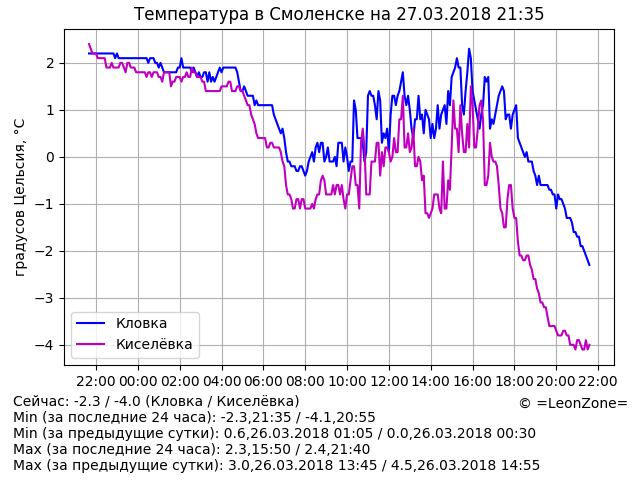 Температура в Смоленске на 27.03.2018 21:35
градусов Цельсия, °C
2
1
0
−1
−2
−3
−4
Кловка
Киселёвка
22:00 00:00 02:00 04:00 06:00 08:00 10:00 12:00 14:00 16:00 18:00 20:00 22:00
Сейчас: -2.3 / -4.0 (Кловка / Киселёвка)
© =LeonZone=
Min (за последние 24 часа): -2.3,21:35 / -4.1,20:55
Min (за предыдущие сутки): 0.6,26.03.2018 01:05 / 0.0,26.03.2018 00:30
Max (за последние 24 часа): 2.3,15:50 / 2.4,21:40
Max (за предыдущие сутки): 3.0,26.03.2018 13:45 / 4.5,26.03.2018 14:55